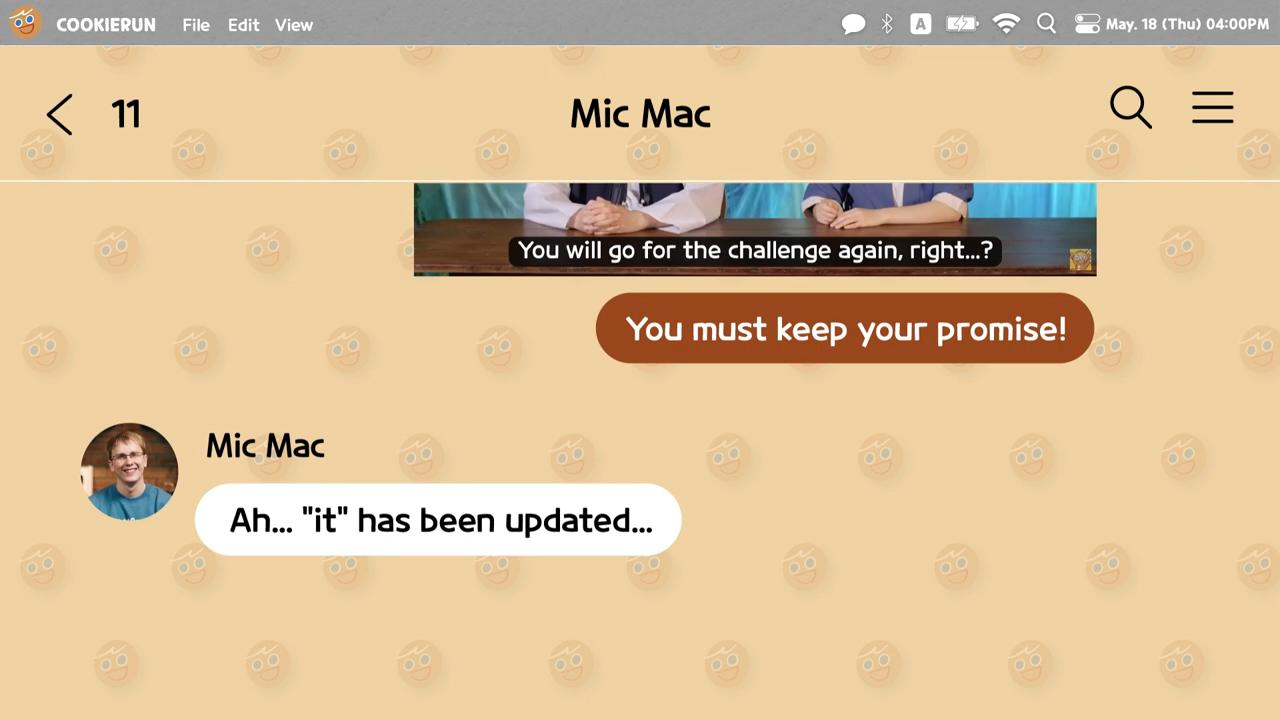 COOKIERUN File Edit View A May. 18 (Thu) 04:00PM
11 Mic Mac
You will go for the challenge again, right...?
You must keep your promise!
Mic Mac
Ah... "it" has been updated...